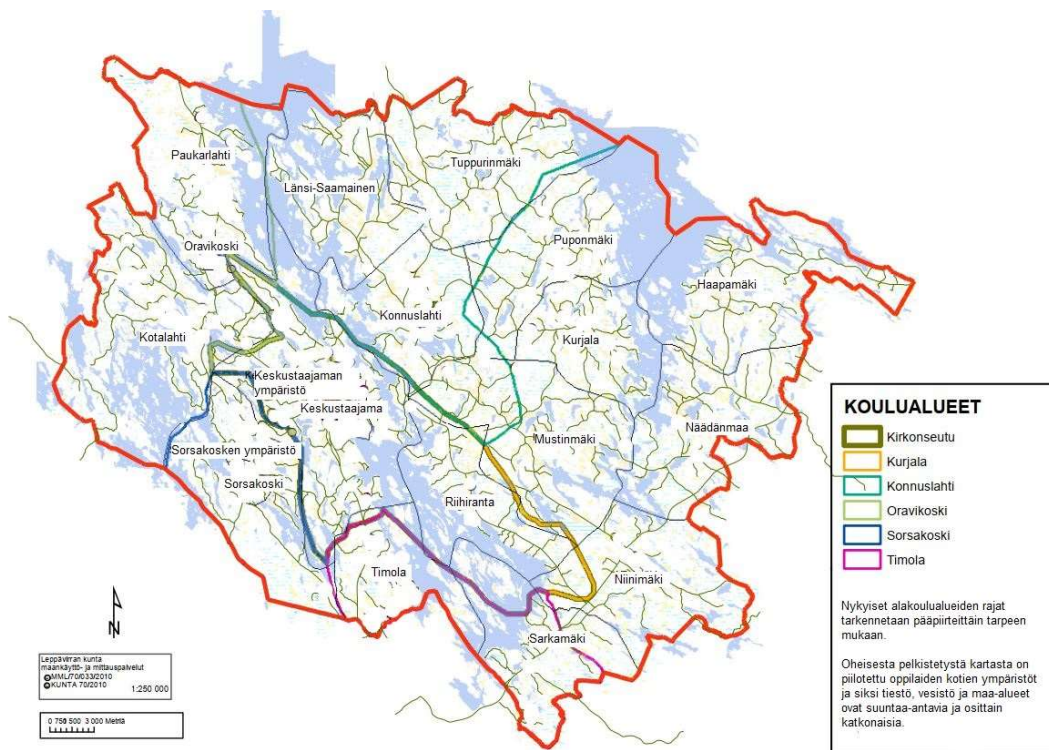 Paukarlahti
Tuppurinmäki
Länsi-Saamainen
Oravikoski
Puponmäki
Haapamäki
Konnuslahti
Kotalahti
Kurjala
Keskustaajaman
ympäristö
Keskustaajama
Näädänmaa
Mustinmäki
Sorsakosken ympäristö
Sorsakoski
Riihiranta
Timola
Niinimäki
Sarkamäki
N
Leppävirran kunta
maankäyttö- ja mittauspalvelut
MML/70/033/2010
KUNTA 70/2010
1:250 000
0 750 500 3 000 Metriä
KOULUALUEET
Kirkonseutu
Kurjala
Konnuslahti
Oravikoski
Sorsakoski
Timola
Nykyiset alakoulualueiden rajat
tarkennetaan pääpiirteittäin tarpeen
mukaan.
Oheisesta pelkistetystä kartasta on
piilotettu oppilaiden kotien ympäristöt
ja siksi tiestö, vesistö ja maa-alueet
ovat suuntaa-antavia ja osittain
katkonaisia.